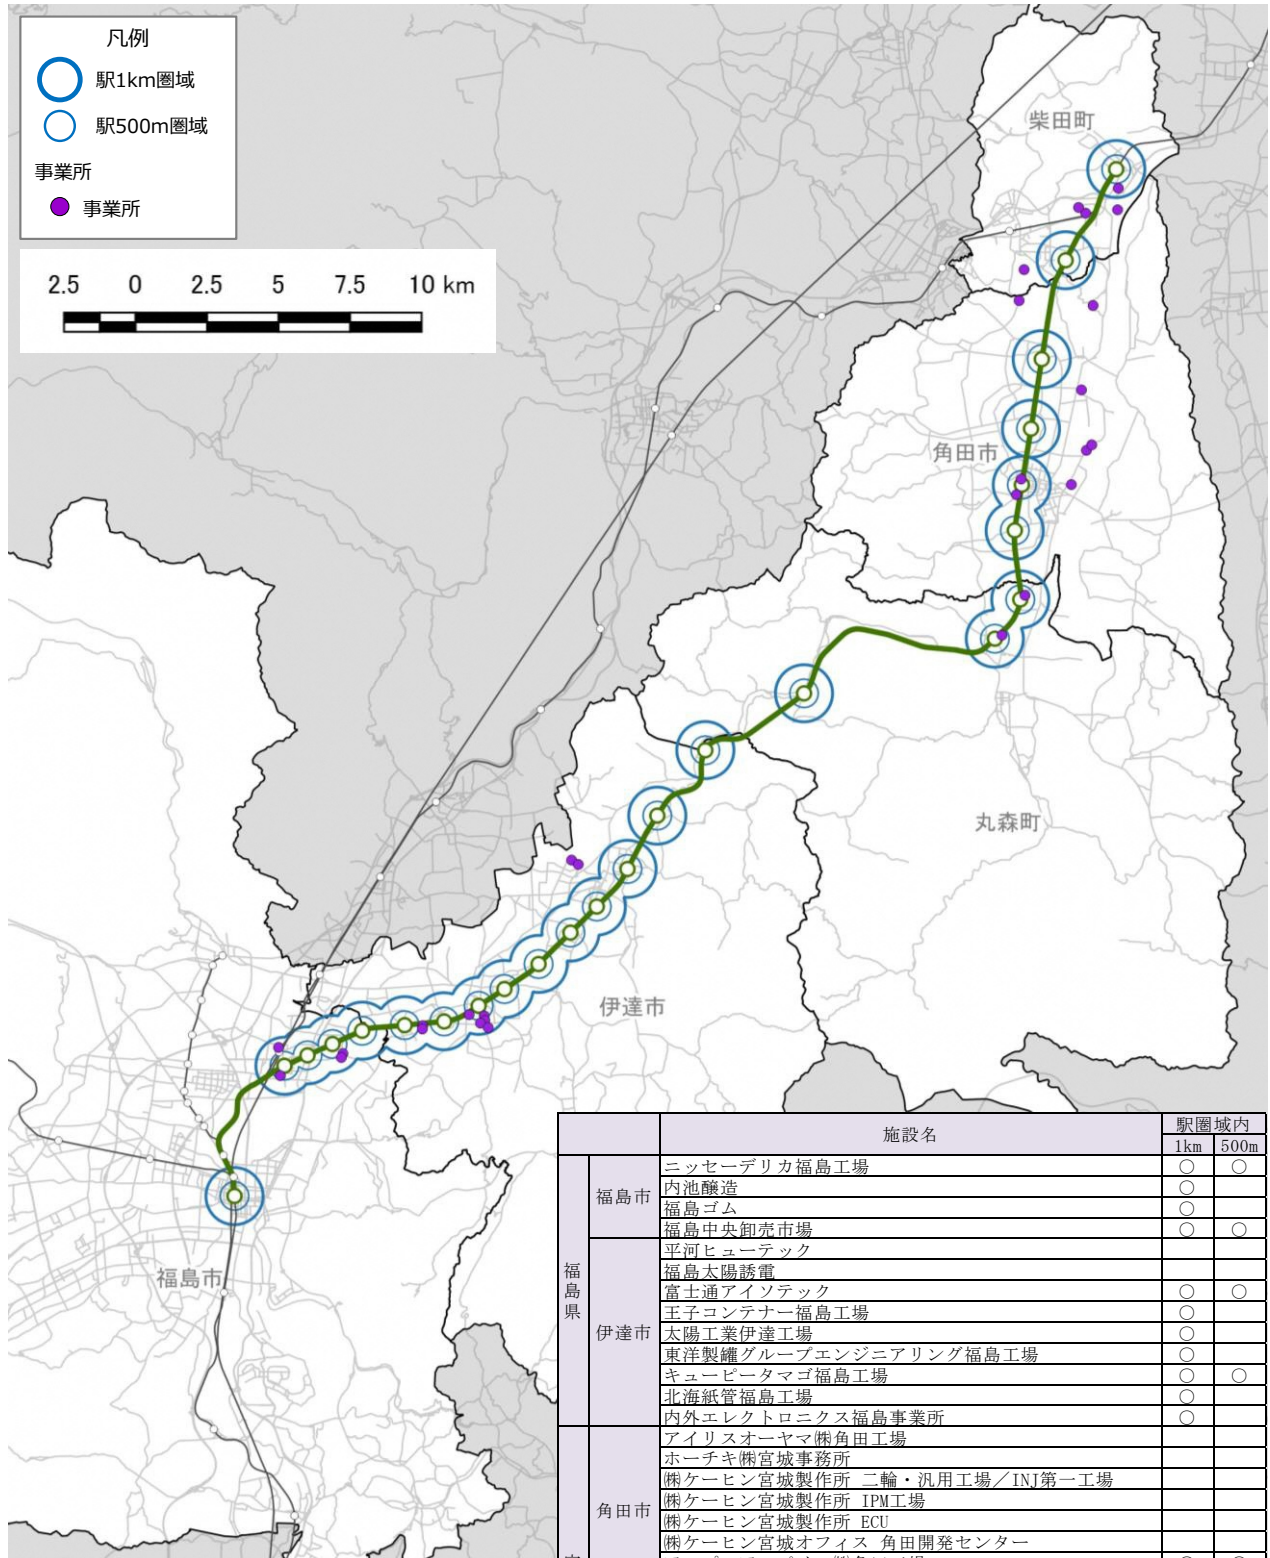 凡例
駅1km圏域
駅500m圏域
事業所
事業所
2.5 0 2.5 5 7.5 10 km
柴田町
角田市
丸森町
伊達市
福島市
施設名 駅圏域内
1km 500m
福島県 福島市 ニッセーデリカ福島工場 ○ ○
内池醸造 ○
福島ゴム ○
福島中央卸売市場 ○ ○
伊達市 平河ヒューテック
福島太陽誘電
富士通アイソテック ○ ○
王子コンテナー福島工場 ○
太陽工業伊達工場 ○
東洋製罐グループエンジニアリング福島工場 ○
キューピータマゴ福島工場 ○ ○
北海紙管福島工場 ○
内外エレクトロニクス福島事業所 ○
角田市 アイリスオーヤマ㈱角田工場
ホーチキ㈱宮城事務所
㈱ケーヒン宮城製作所 二輪・汎用工場／INJ第一工場
㈱ケーヒン宮城製作所 IPM工場
㈱ケーヒン宮城製作所 ECU
㈱ケーヒン宮城オフィス 角田開発センター